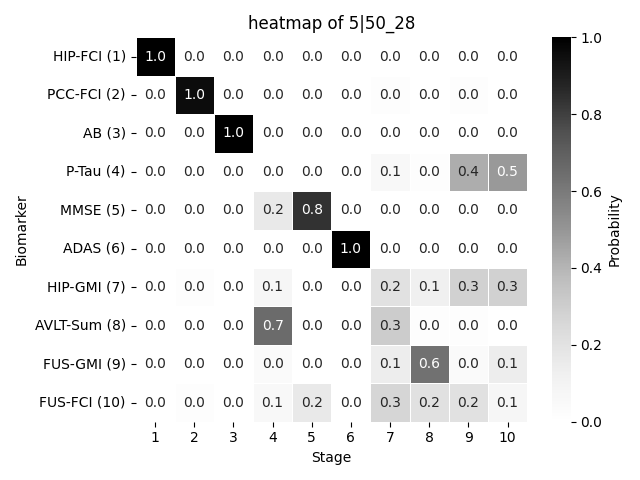 heatmap of 5|50_28
HIP-FCI (1) 1.0 0.0 0.0 0.0 0.0 0.0 0.0 0.0 0.0 0.0
PCC-FCI (2) 0.0 1.0 0.0 0.0 0.0 0.0 0.0 0.0 0.0 0.0
AB (3) 0.0 0.0 1.0 0.0 0.0 0.0 0.0 0.0 0.0 0.0
P-Tau (4) 0.0 0.0 0.0 0.0 0.0 0.0 0.1 0.0 0.4 0.5
MMSE (5) 0.0 0.0 0.0 0.2 0.8 0.0 0.0 0.0 0.0 0.0
ADAS (6) 0.0 0.0 0.0 0.0 0.0 1.0 0.0 0.0 0.0 0.0
HIP-GMI (7) 0.0 0.0 0.0 0.1 0.0 0.0 0.2 0.1 0.3 0.3
AVLT-Sum (8) 0.0 0.0 0.0 0.7 0.0 0.0 0.3 0.0 0.0 0.0
FUS-GMI (9) 0.0 0.0 0.0 0.0 0.0 0.0 0.1 0.6 0.0 0.1
FUS-FCI (10) 0.0 0.0 0.0 0.1 0.2 0.0 0.3 0.2 0.2 0.1
1 2 3 4 5 6 7 8 9 10
Stage
Biomarker
1.0
0.8
0.6
0.4
0.2
0.0
Probability